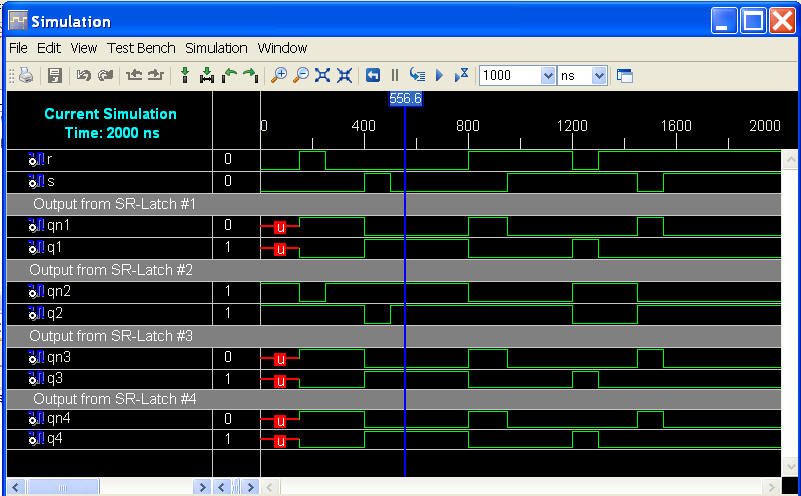 Simulation
File Edit View Test Bench Simulation Window
1000 ns
556.6
Current Simulation
Time: 2000 ns
0 400 800 1200 1600 2000
r 0
s 0
Output from SR-Latch #1
qn1 0 u
q1 1 u
Output from SR-Latch #2
qn2 1
q2 1
Output from SR-Latch #3
qn3 0 u
q3 1 u
Output from SR-Latch #4
qn4 0 u
q4 1 u